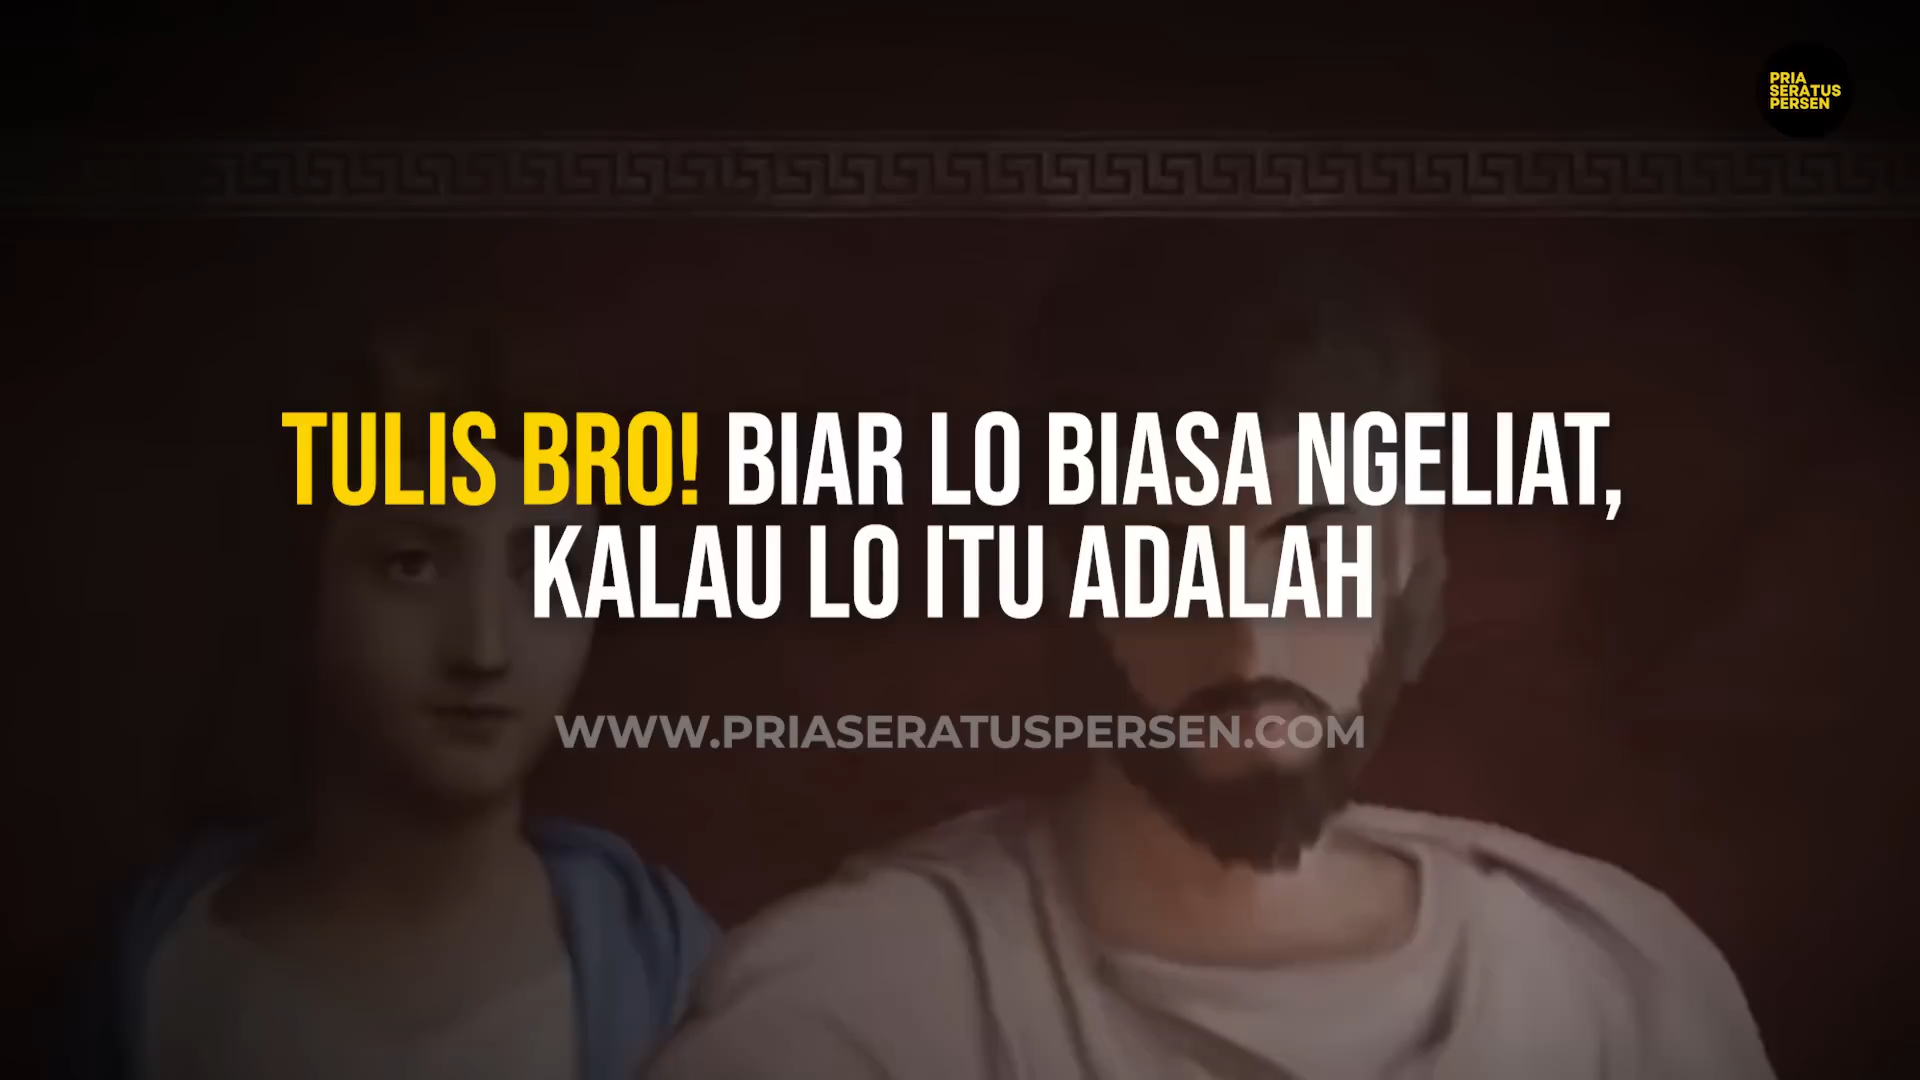 PRIA
SERATUS
PERSEN
TULIS BRO! BIAR LO BIASA NGELIAT,
KALAU LO ITU ADALAH
WWW.PRIASERATUSPERSEN.COM